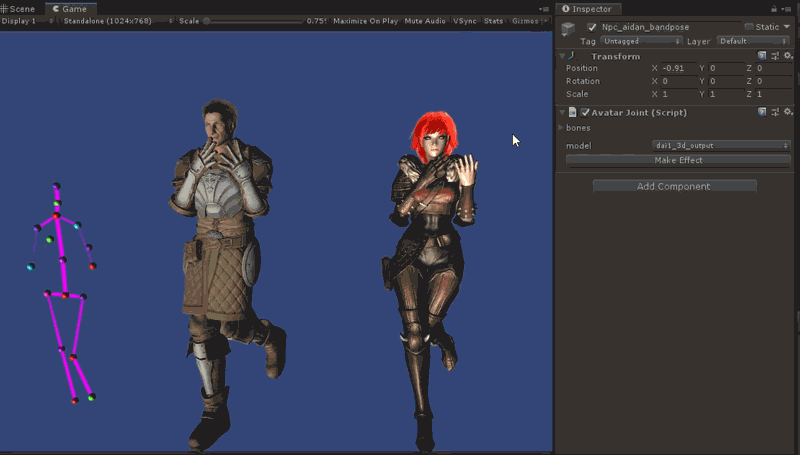 Scene
Game
Display 1
Standalone (1024x768)
Scale
0.75
Maximize On Play
Mute Audio
VSync
Stats
Gizmos
Inspector
Npc_aidan_bandpose
Static
Tag
Untagged
Layer
Default
Transform
Position
X -0.91 Y 0 Z 0
Rotation
X 0 Y 0 Z 0
Scale
X 1 Y 1 Z 1
Avatar Joint (Script)
bones
model
dai1_3d_output
Make Effect
Add Component